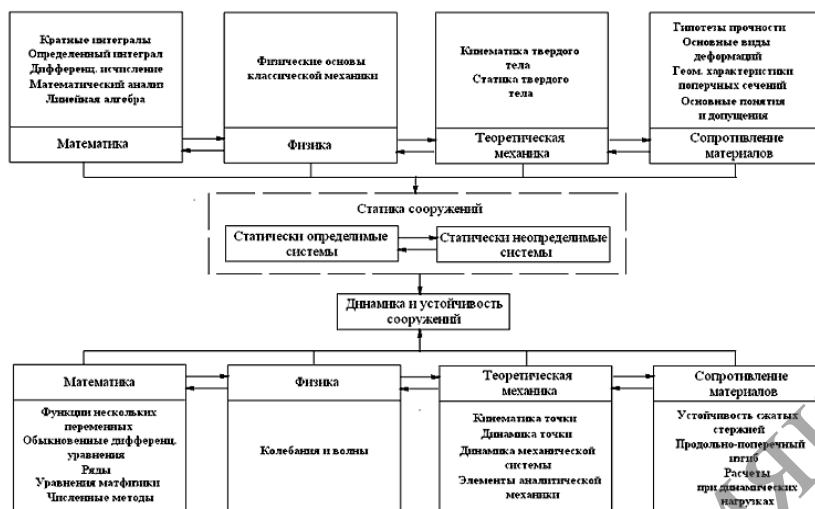 Кратные интегралы
Определенный интеграл
Дифференц. исчисление
Математический анализ
Линейная алгебра
Математика
Физические основы
классической механики
Физика
Кинематика твердого
тела
Статика твердого
тела
Теоретическая
механика
Гипотезы прочности
Основные виды
деформаций
Геом. характеристики
поперчных сечений
Основные понятия
и допущения
Сопротивление
материалов
Статика сооружений
Статически определимые
системы
Статически неопределимые
системы
Динамика и устойчивость
сооружений
Математика
Функции нескольких
переменных
Обыкновенные дифференц.
уравнения
Ряды
Уравнения матфизики
Численные методы
Физика
Колебания и волны
Теоретическая
механика
Кинематика точки
Динамика точки
Динамика механической
системы
Элементы аналитической
механики
Сопротивление
материалов
Устойчивость сжатых
стержней
Продольно-поперечный
изгиб
Расчеты
при динамических
нагрузках